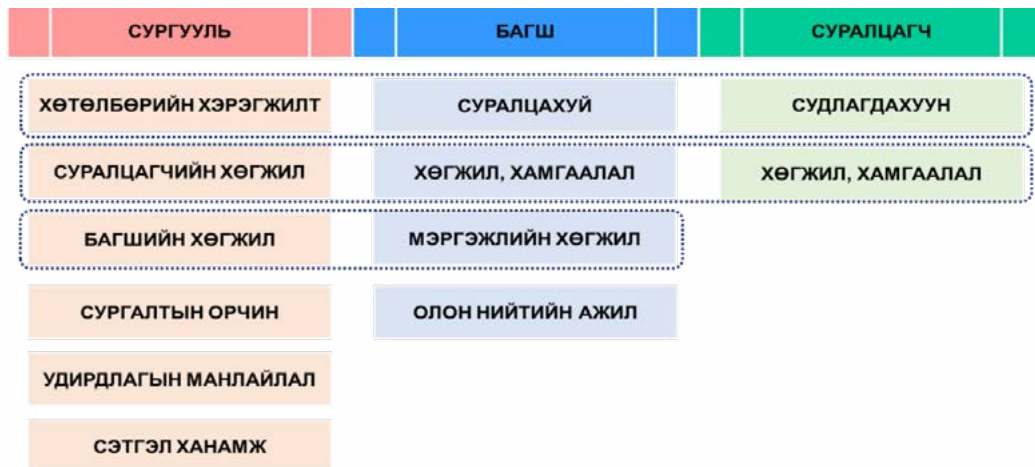 СУРГУУЛЬ БАГШ СУРАЛЦАГЧ
ХӨТӨЛБӨРИЙН ХЭРЭГЖИЛТ СУРАЛЦАХУЙ СУДЛАГДАХУУН
СУРАЛЦАГЧИЙН ХӨГЖИЛ ХӨГЖИЛ, ХАМГААЛАЛ ХӨГЖИЛ, ХАМГААЛАЛ
БАГШИЙН ХӨГЖИЛ МЭРГЭЖЛИЙН ХӨГЖИЛ
СУРГАЛТЫН ОРЧИН ОЛОН НИЙТИЙН АЖИЛ
УДИРДЛАГЫН МАНЛАЙЛАЛ
СЭТГЭЛ ХАНАМЖ